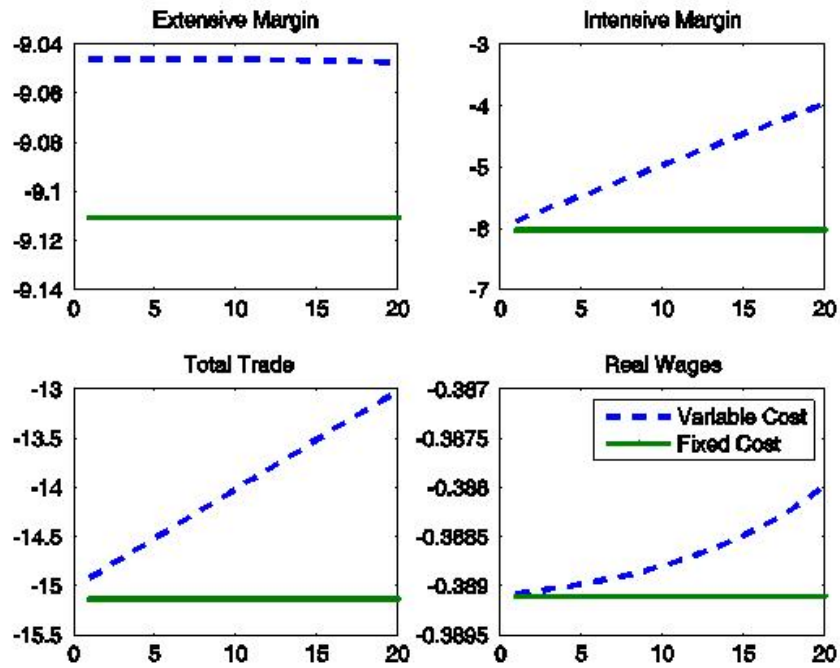 Extensive Margin
-9.04
-9.06
-9.08
-9.1
-9.12
-9.14
0 5 10 15 20
Intensive Margin
-3
-4
-5
-6
-7
0 5 10 15 20
Total Trade
-13
-13.5
-14
-14.5
-15
-15.5
0 5 10 15 20
Real Wages
-0.387
-0.3875
-0.388
-0.3885
-0.389
-0.3895
0 5 10 15 20
Variable Cost
Fixed Cost